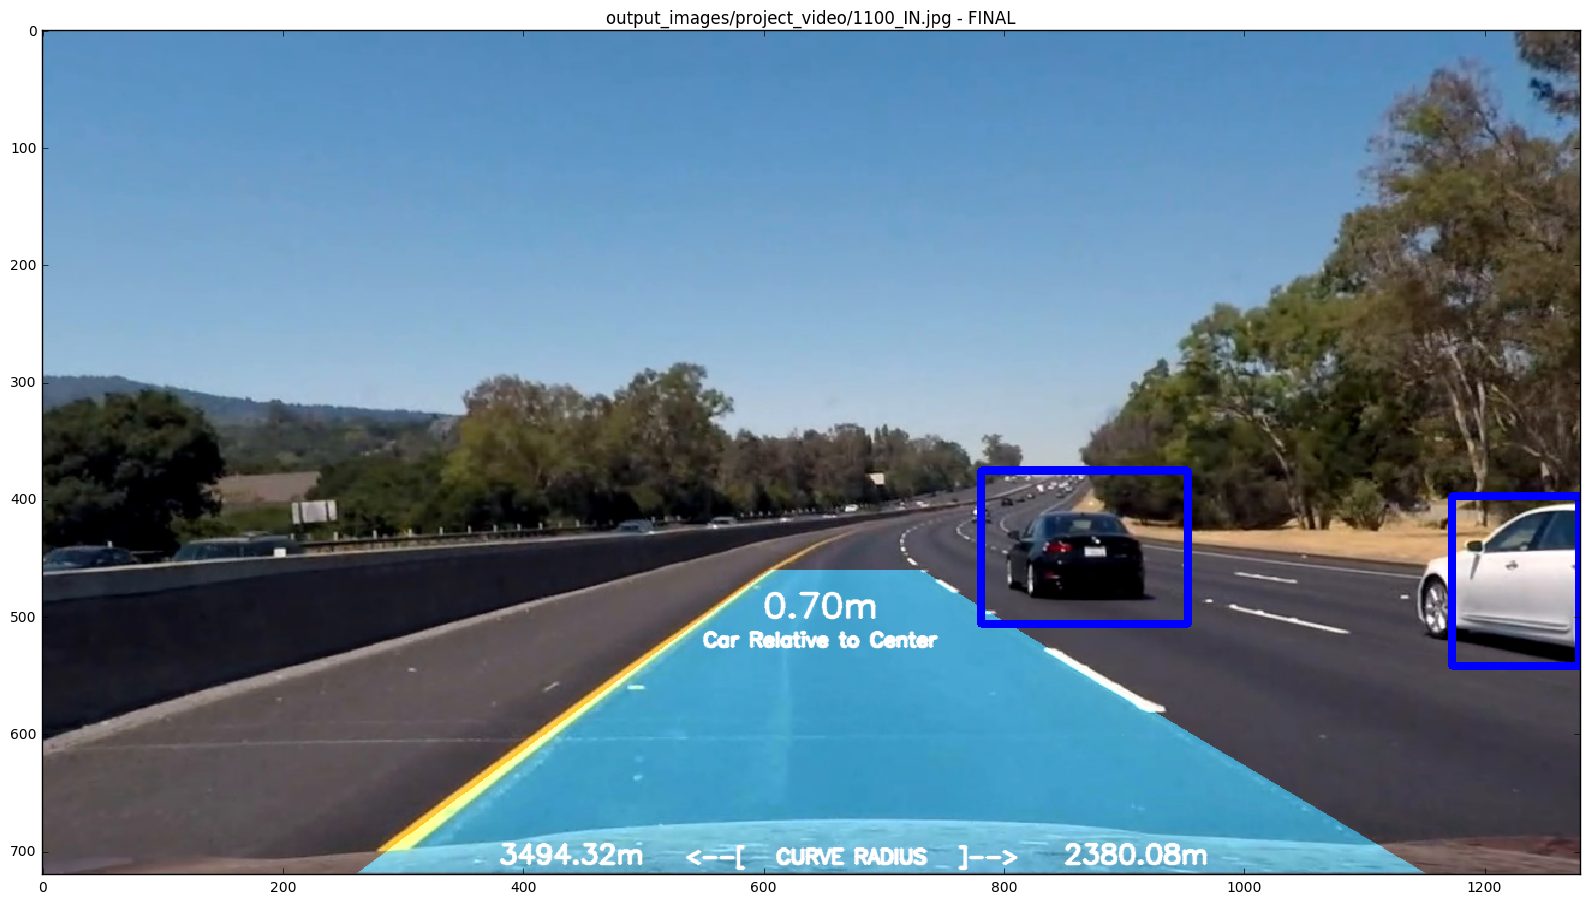 output_images/project_video/1100_IN.jpg - FINAL
0
100
200
300
400
500
600
700
0.70m
Car Relative to Center
3494.32m <--[ CURVE RADIUS ]--> 2380.08m
0 200 400 600 800 1000 1200